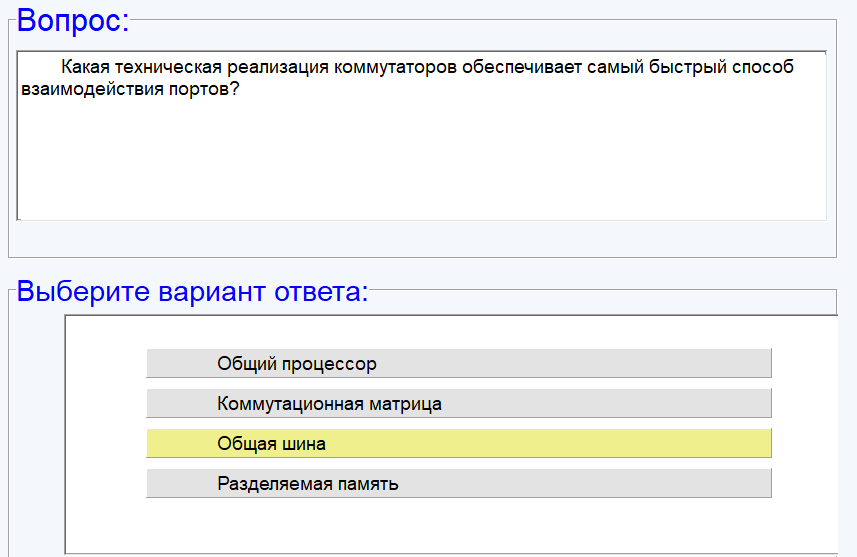 Вопрос:
Какая техническая реализация коммутаторов обеспечивает самый быстрый способ
взаимодействия портов?
Выберите вариант ответа:
Общий процессор
Коммутационная матрица
Общая шина
Разделяемая память